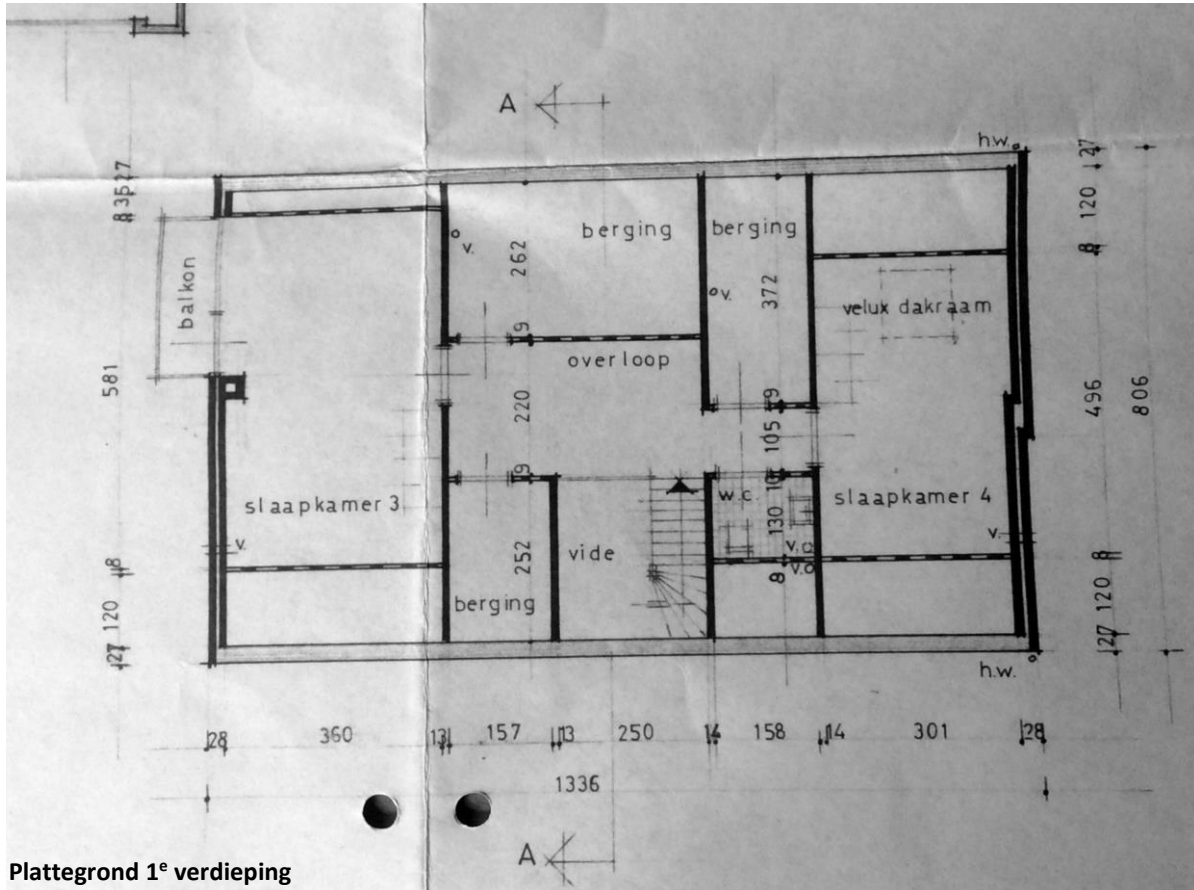 A
h.w.
27
35
8
27
120
8
berging
berging
v.
262
v.
372
balkon
velux dakraam
9
overloop
581
220
9
105
496
806
9
10
w.c.
slaapkamer 3
slaapkamer 4
130
v.
v.
v.
vide
252
8
v.
8
8
berging
120
120
27
27
h.w.
28
360
13
157
13
250
14
158
14
301
28
1336
A
Plattegrond 1e verdieping